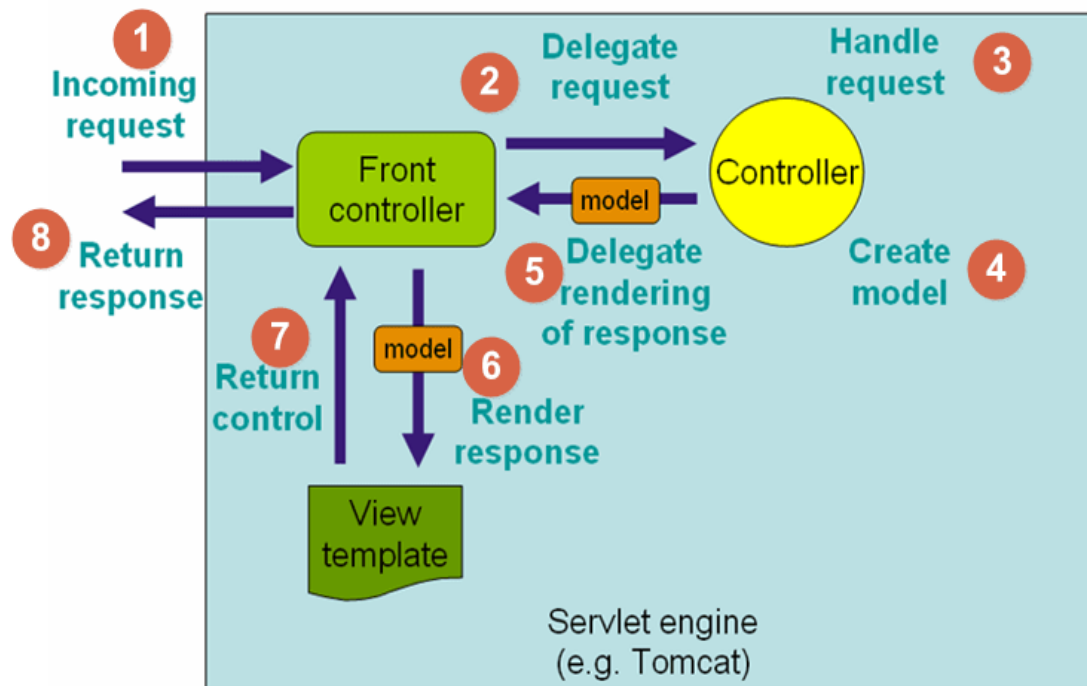 1
Incoming
request
2
Delegate
request
Handle
request
3
Front
controller
Controller
model
8
Return
response
5
Delegate
rendering
of response
Create
model
4
7
Return
control
model
6
Render
response
View
template
Servlet engine
(e.g. Tomcat)